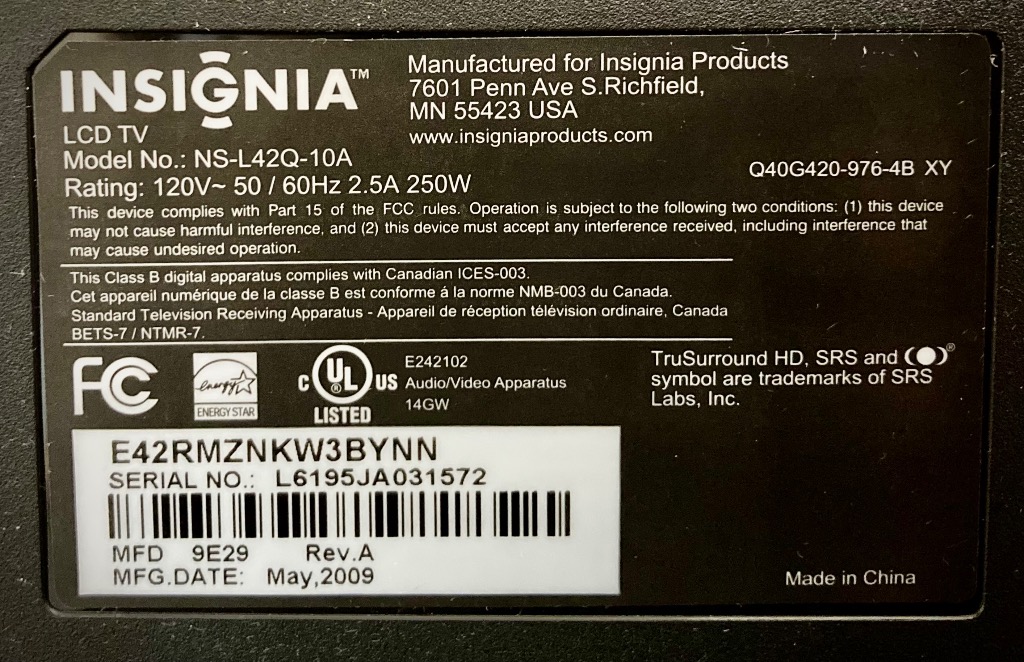 INSIGNIA™
LCD TV
Model No.: NS-L42Q-10A
Rating: 120V~ 50 / 60Hz 2.5A 250W
Manufactured for Insignia Products
7601 Penn Ave S.Richfield,
MN 55423 USA
www.insigniaproducts.com
Q40G420-976-4B XY
This device complies with Part 15 of the FCC rules. Operation is subject to the following two conditions: (1) this device
may not cause harmful interference, and (2) this device must accept any interference received, including interference that
may cause undesired operation.
This Class B digital apparatus complies with Canadian ICES-003.
Cet appareil numérique de la classe B est conforme á la norme NMB-003 du Canada.
Standard Television Receiving Apparatus - Appareil de réception télévision ordinaire, Canada
BETS-7 / NTMR-7.
FC
energy
ENERGY STAR
C UL® US
LISTED
E242102
Audio/Video Apparatus
14GW
TruSurround HD, SRS and (●)®
symbol are trademarks of SRS
Labs, Inc.
E42RMZNKW3BYNN
SERIAL NO.: L6195JA031572
MFD 9E29 Rev.A
MFG.DATE: May,2009
Made in China